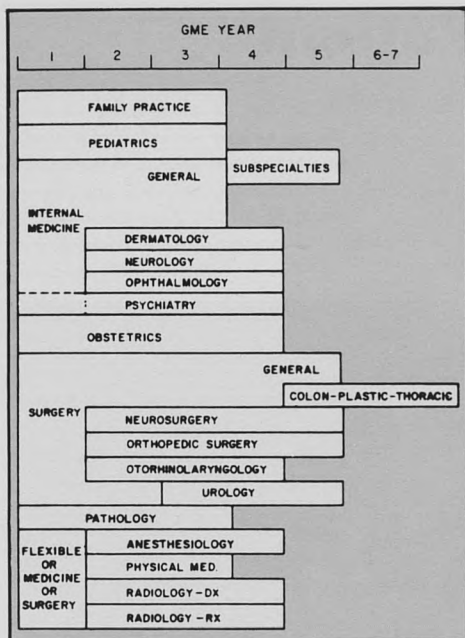 GME YEAR
1 2 3 4 5 6-7
FAMILY PRACTICE
PEDIATRICS
GENERAL
SUBSPECIALTIES
INTERNAL
MEDICINE
DERMATOLOGY
NEUROLOGY
OPHTHALMOLOGY
PSYCHIATRY
OBSTETRICS
GENERAL
COLON-PLASTIC-THORACIC
SURGERY
NEUROSURGERY
ORTHOPEDIC SURGERY
OTORHINOLARYNGOLOGY
UROLOGY
PATHOLOGY
FLEXIBLE
OR
MEDICINE
OR
SURGERY
ANESTHESIOLOGY
PHYSICAL MED.
RADIOLOGY-DX
RADIOLOGY-RX